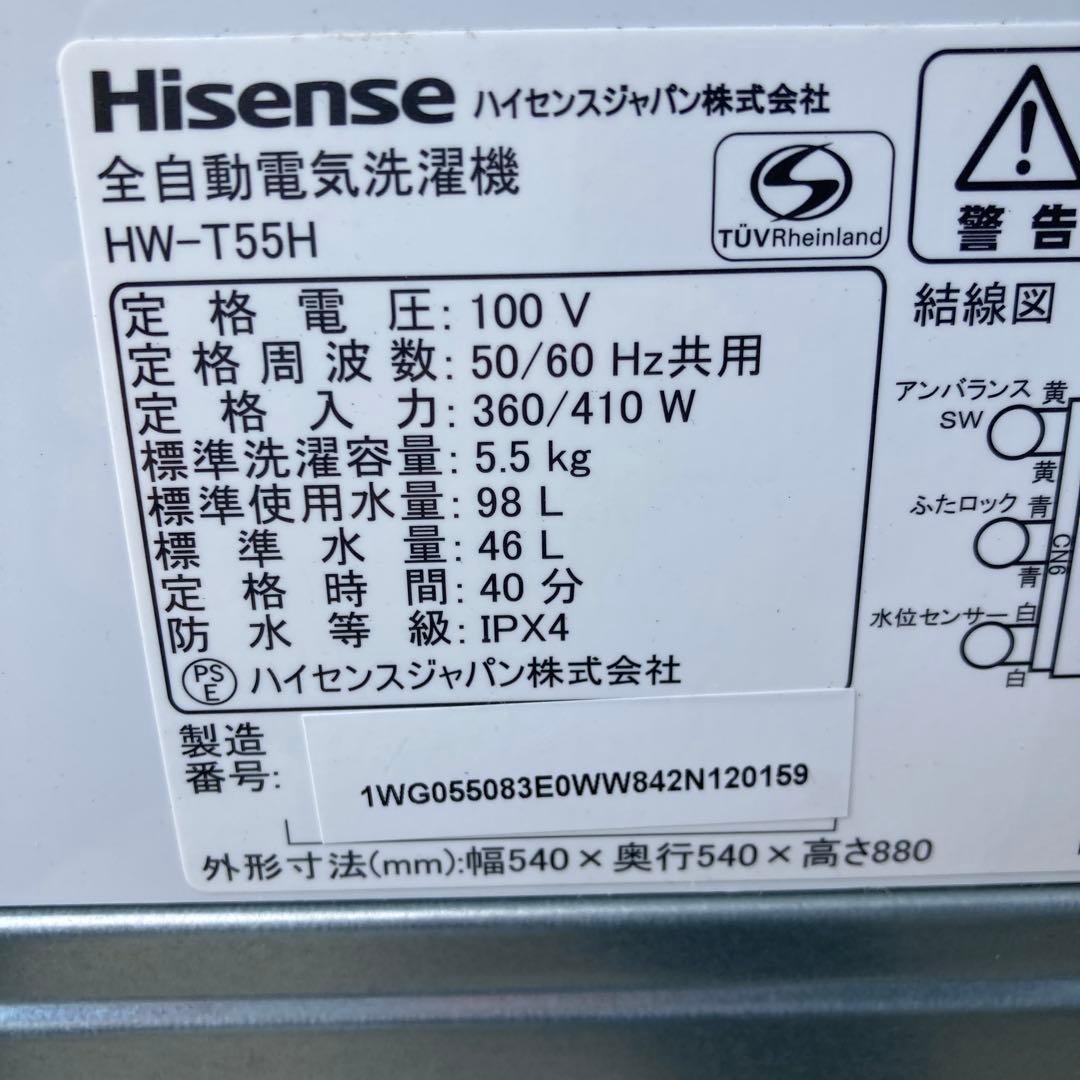 Hisense ハイセンスジャパン株式会社
全自動電気洗濯機
HW-T55H
TÜVRheinland
警告
定格電圧: 100 V
定格周波数: 50/60 Hz共用
定格入力: 360/410 W
標準洗濯容量: 5.5 kg
標準使用水量: 98 L
標準水量: 46 L
定格時間: 40 分
防水等級: IPX4
PSE ハイセンスジャパン株式会社
製造
番号: 1WG055083E0WW842N120159
外形寸法(mm):幅540×奥行540×高さ880
結線図
アンバランス 黄
SW
黄
ふたロック 青
青
CN6
水位センサー 白
白